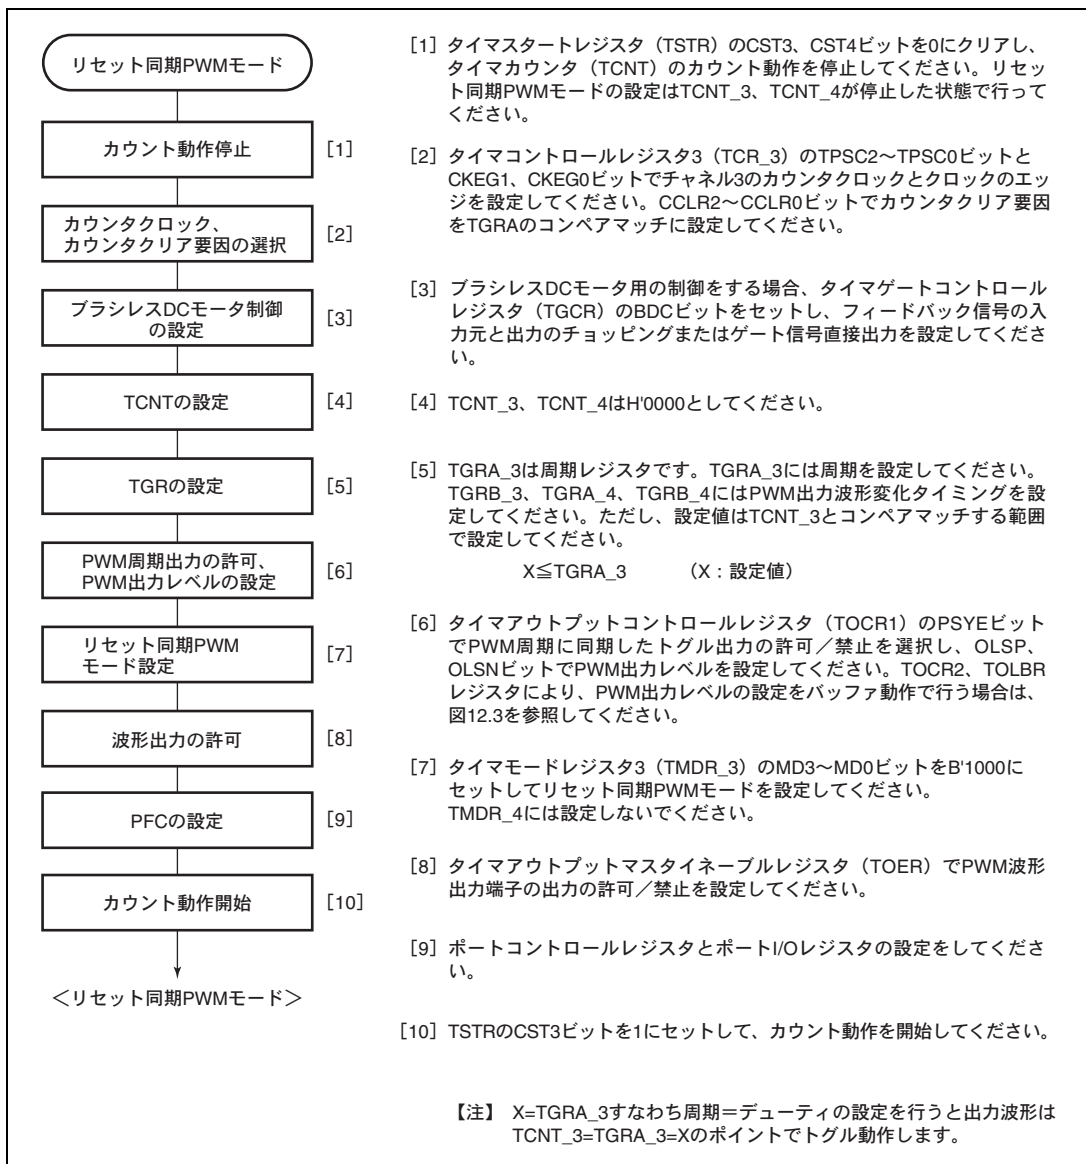 リセット同期PWMモード
カウント動作停止
[1]
カウンタクロック、
カウンタクリア要因の選択
[2]
ブラシレスDCモータ制御
の設定
[3]
TCNTの設定
[4]
TGRの設定
[5]
PWM周期出力の許可、
PWM出力レベルの設定
[6]
リセット同期PWM
モード設定
[7]
波形出力の許可
[8]
PFCの設定
[9]
カウント動作開始
[10]
<リセット同期PWMモード>
[1] タイマスタートレジスタ(TSTR)のCST3、CST4ビットを0にクリアし、
タイマカウンタ(TCNT)のカウント動作を停止してください。リセッ
ト同期PWMモードの設定はTCNT_3、TCNT_4が停止した状態で行って
ください。
[2] タイマコントロールレジスタ3(TCR_3)のTPSC2~TPSC0ビットと
CKEG1、CKEG0ビットでチャネル3のカウンタクロックとクロックのエッ
ジを設定してください。CCLR2~CCLR0ビットでカウンタクリア要因
をTGRAのコンペアマッチに設定してください。
[3] ブラシレスDCモータ用の制御をする場合、タイマゲートコントロール
レジスタ(TGCR)のBDCビットをセットし、フィードバック信号の入
力元と出力のチョッピングまたはゲート信号直接出力を設定してくださ
い。
[4] TCNT_3、TCNT_4はH'0000としてください。
[5] TGRA_3は周期レジスタです。TGRA_3には周期を設定してください。
TGRB_3、TGRA_4、TGRB_4にはPWM出力波形変化タイミングを設
定してください。ただし、設定値はTCNT_3とコンペアマッチする範囲
で設定してください。
X≦TGRA_3 (X:設定値)
[6] タイマアウトプットコントロールレジスタ(TOCR1)のPSYEビット
でPWM周期に同期したトグル出力の許可/禁止を選択し、OLSP、
OLSNビットでPWM出力レベルを設定してください。TOCR2、TOLBR
レジスタにより、PWM出力レベルの設定をバッファ動作で行う場合は、
図12.3を参照してください。
[7] タイマモードレジスタ3(TMDR_3)のMD3~MD0ビットをB'1000に
セットしてリセット同期PWMモードを設定してください。
TMDR_4には設定しないでください。
[8] タイマアウトプットマスタイネーブルレジスタ(TOER)でPWM波形
出力端子の出力の許可/禁止を設定してください。
[9] ポートコントロールレジスタとポートI/Oレジスタの設定をしてくださ
い。
[10] TSTRのCST3ビットを1にセットして、カウント動作を開始してください。
【注】 X=TGRA_3すなわち周期=デューティの設定を行うと出力波形は
TCNT_3=TGRA_3=Xのポイントでトグル動作します。